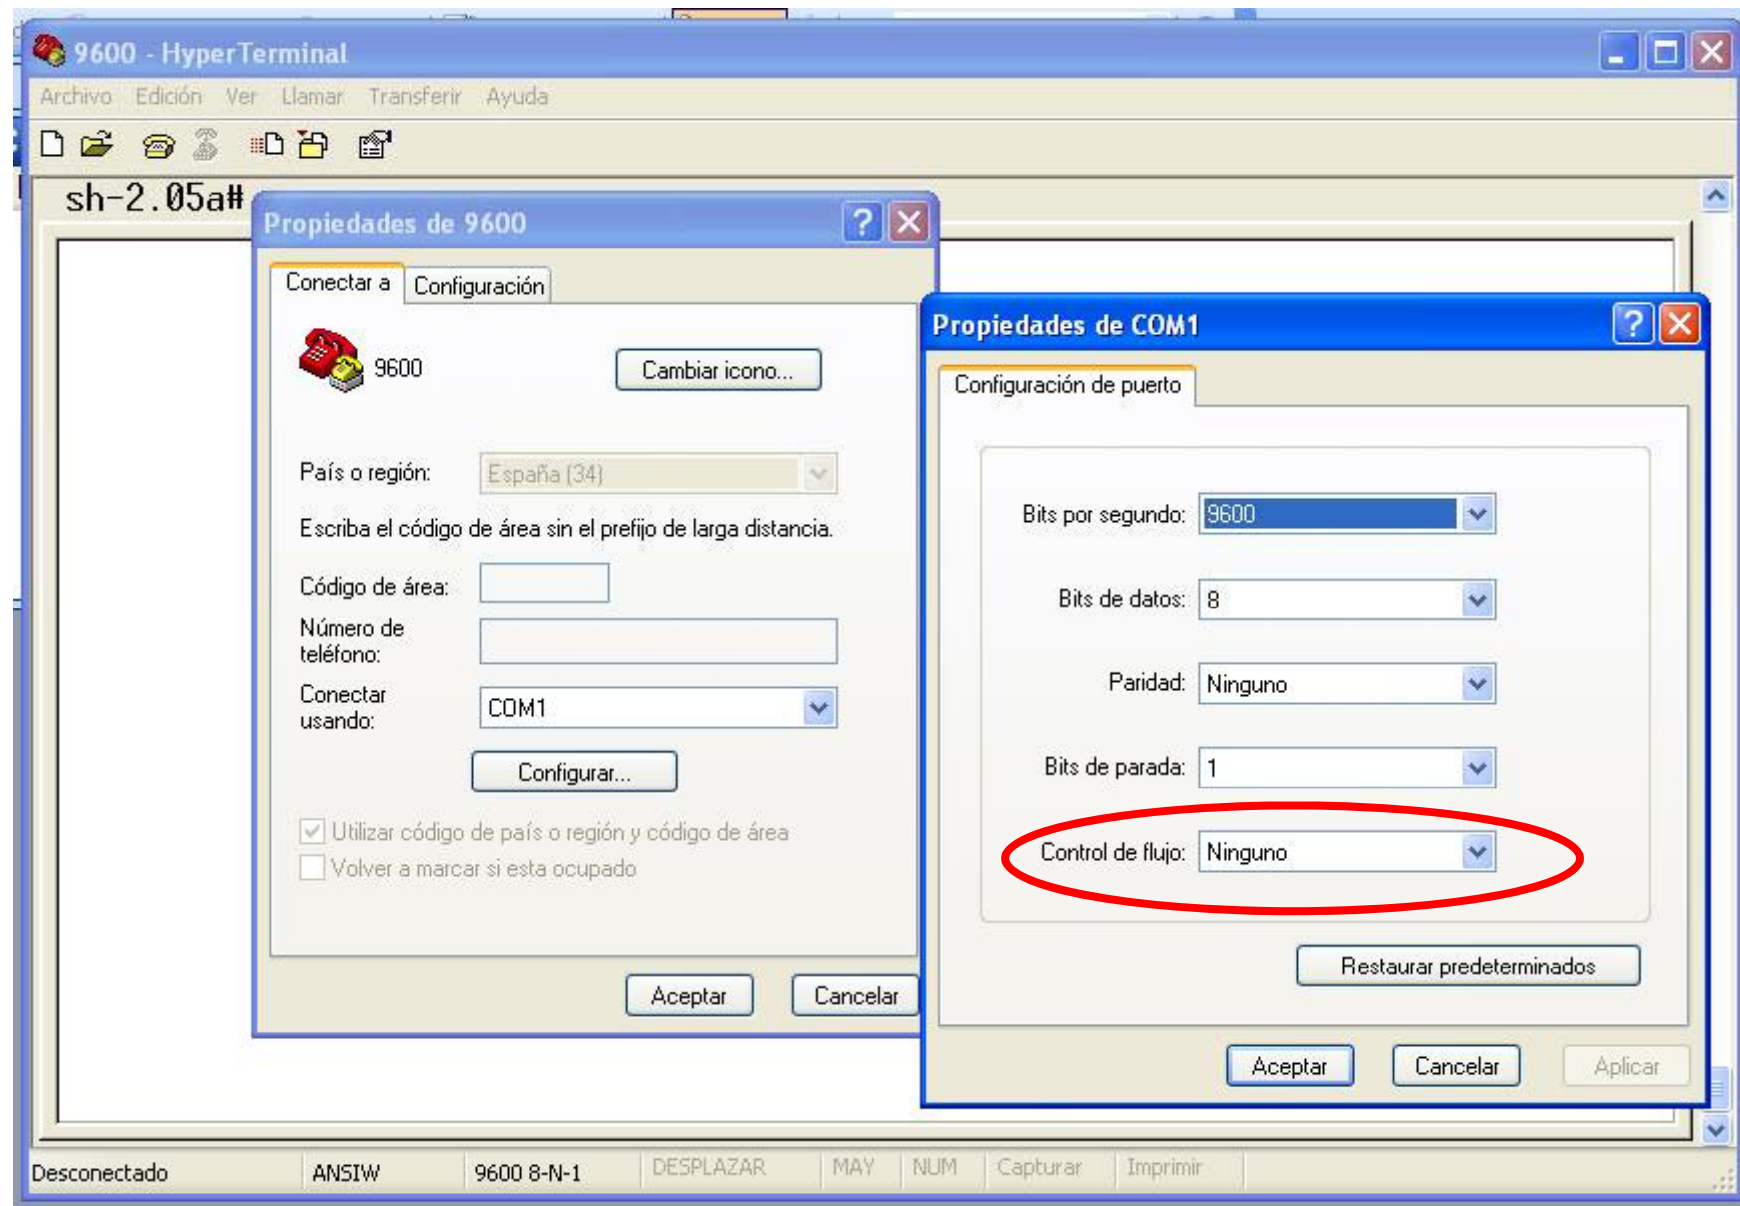 9600 - HyperTerminal
Archivo Edición Ver Llamar Transferir Ayuda
sh-2.05a#
Propiedades de 9600
Conectar a Configuración
9600
Cambiar icono...
País o región: España (34)
Escriba el código de área sin el prefijo de larga distancia.
Código de área:
Número de
teléfono:
Conectar
usando:
COM1
Configurar...
Utilizar código de país o región y código de área
Volver a marcar si esta ocupado
Aceptar Cancelar
Propiedades de COM1
Configuración de puerto
Bits por segundo: 9600
Bits de datos: 8
Paridad: Ninguno
Bits de parada: 1
Control de flujo: Ninguno
Restaurar predeterminados
Aceptar Cancelar Aplicar
Desconectado ANSIW 9600 8-N-1 DESPLAZAR MAY NUM Capturar Imprimir